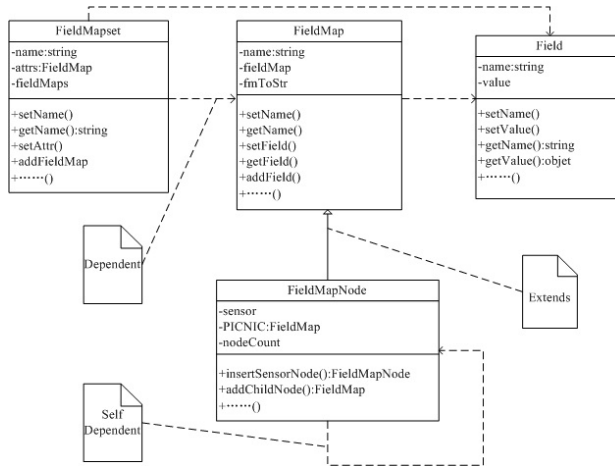 FieldMapset
-name:string
-attrs:FieldMap
-fieldMaps
+setName()
+getName():string
+setAttr()
+addFieldMap
+······()
FieldMap
-name:string
-fieldMap
-fmToStr
+setName()
+getName()
+setField()
+getField()
+addField()
+······()
Field
-name:string
-value
+setName()
+setValue()
+getName():string
+getValue():objet
+······()
Dependent
Extends
FieldMapNode
-sensor
-PICNIC:FieldMap
-nodeCount
+insertSensorNode():FieldMapNode
+addChildNode():FieldMap
+······()
Self
Dependent